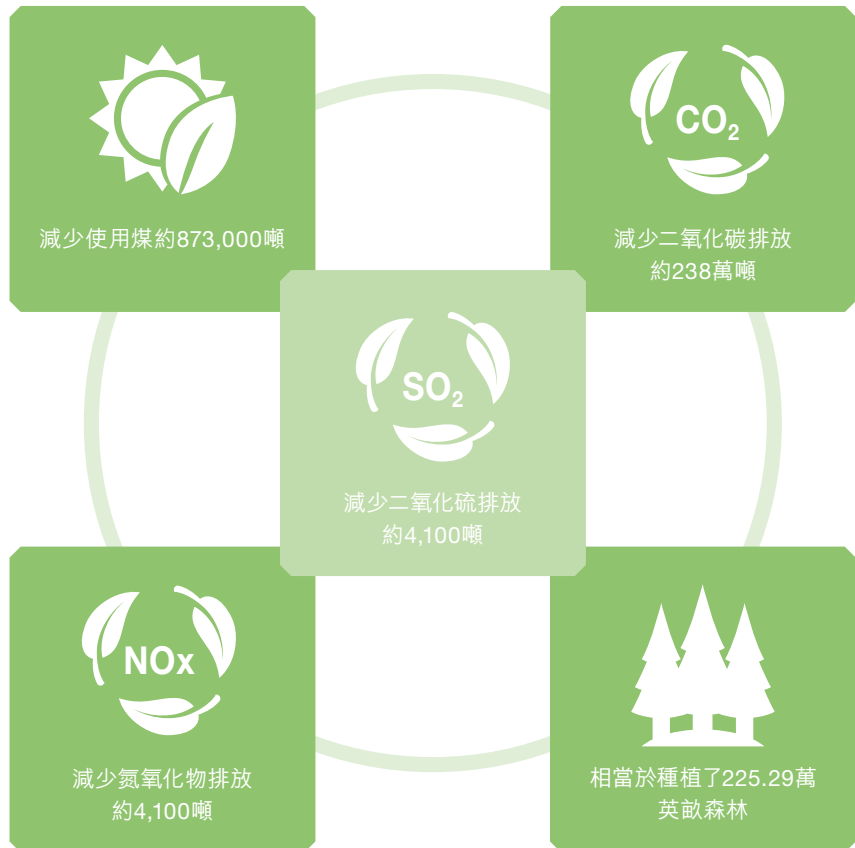 減少使用煤約873,000噸
CO₂
減少二氧化碳排放
約238萬噸
SO₂
減少二氧化硫排放
約4,100噸
NOx
減少氮氧化物排放
約4,100噸
相當於種植了225.29萬
英畝森林